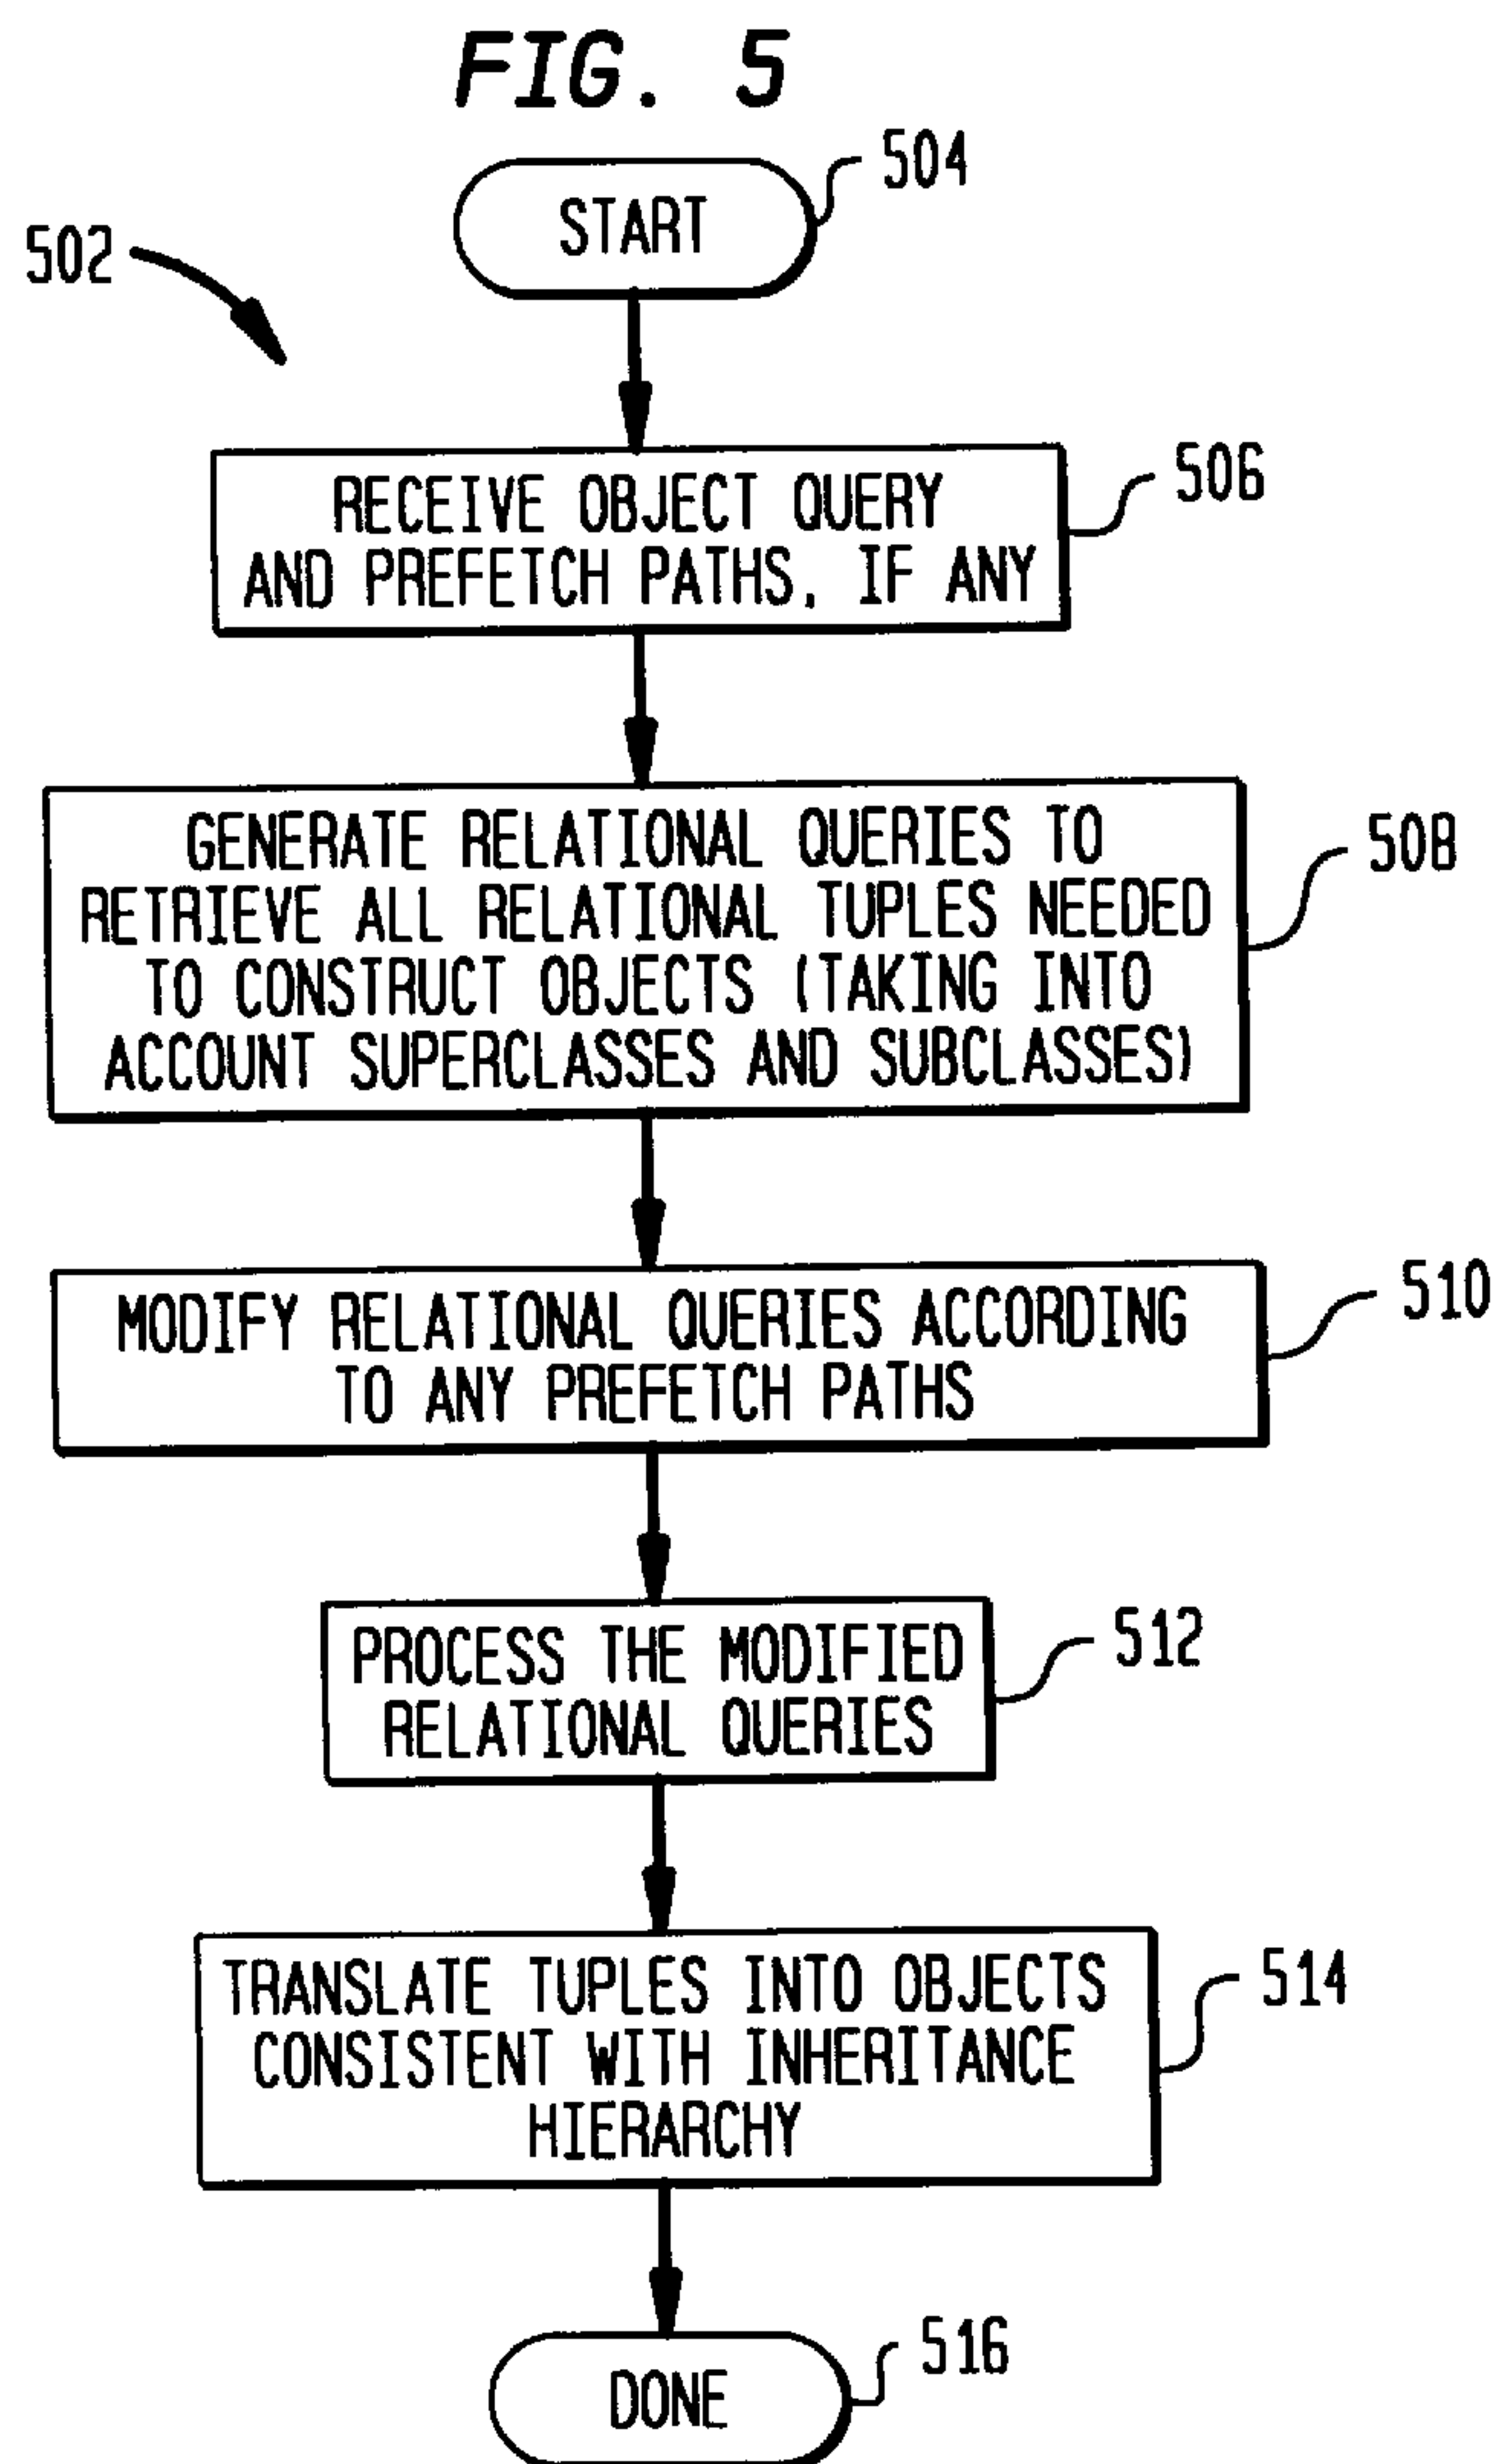 FIG. 5
504
START
502
506
RECEIVE OBJECT QUERY
AND PREFETCH PATHS, IF ANY
508
GENERATE RELATIONAL QUERIES TO
RETRIEVE ALL RELATIONAL TUPLES NEEDED
TO CONSTRUCT OBJECTS (TAKING INTO
ACCOUNT SUPERCLASSES AND SUBCLASSES)
510
MODIFY RELATIONAL QUERIES ACCORDING
TO ANY PREFETCH PATHS
512
PROCESS THE MODIFIED
RELATIONAL QUERIES
514
TRANSLATE TUPLES INTO OBJECTS
CONSISTENT WITH INHERITANCE
HIERARCHY
516
DONE